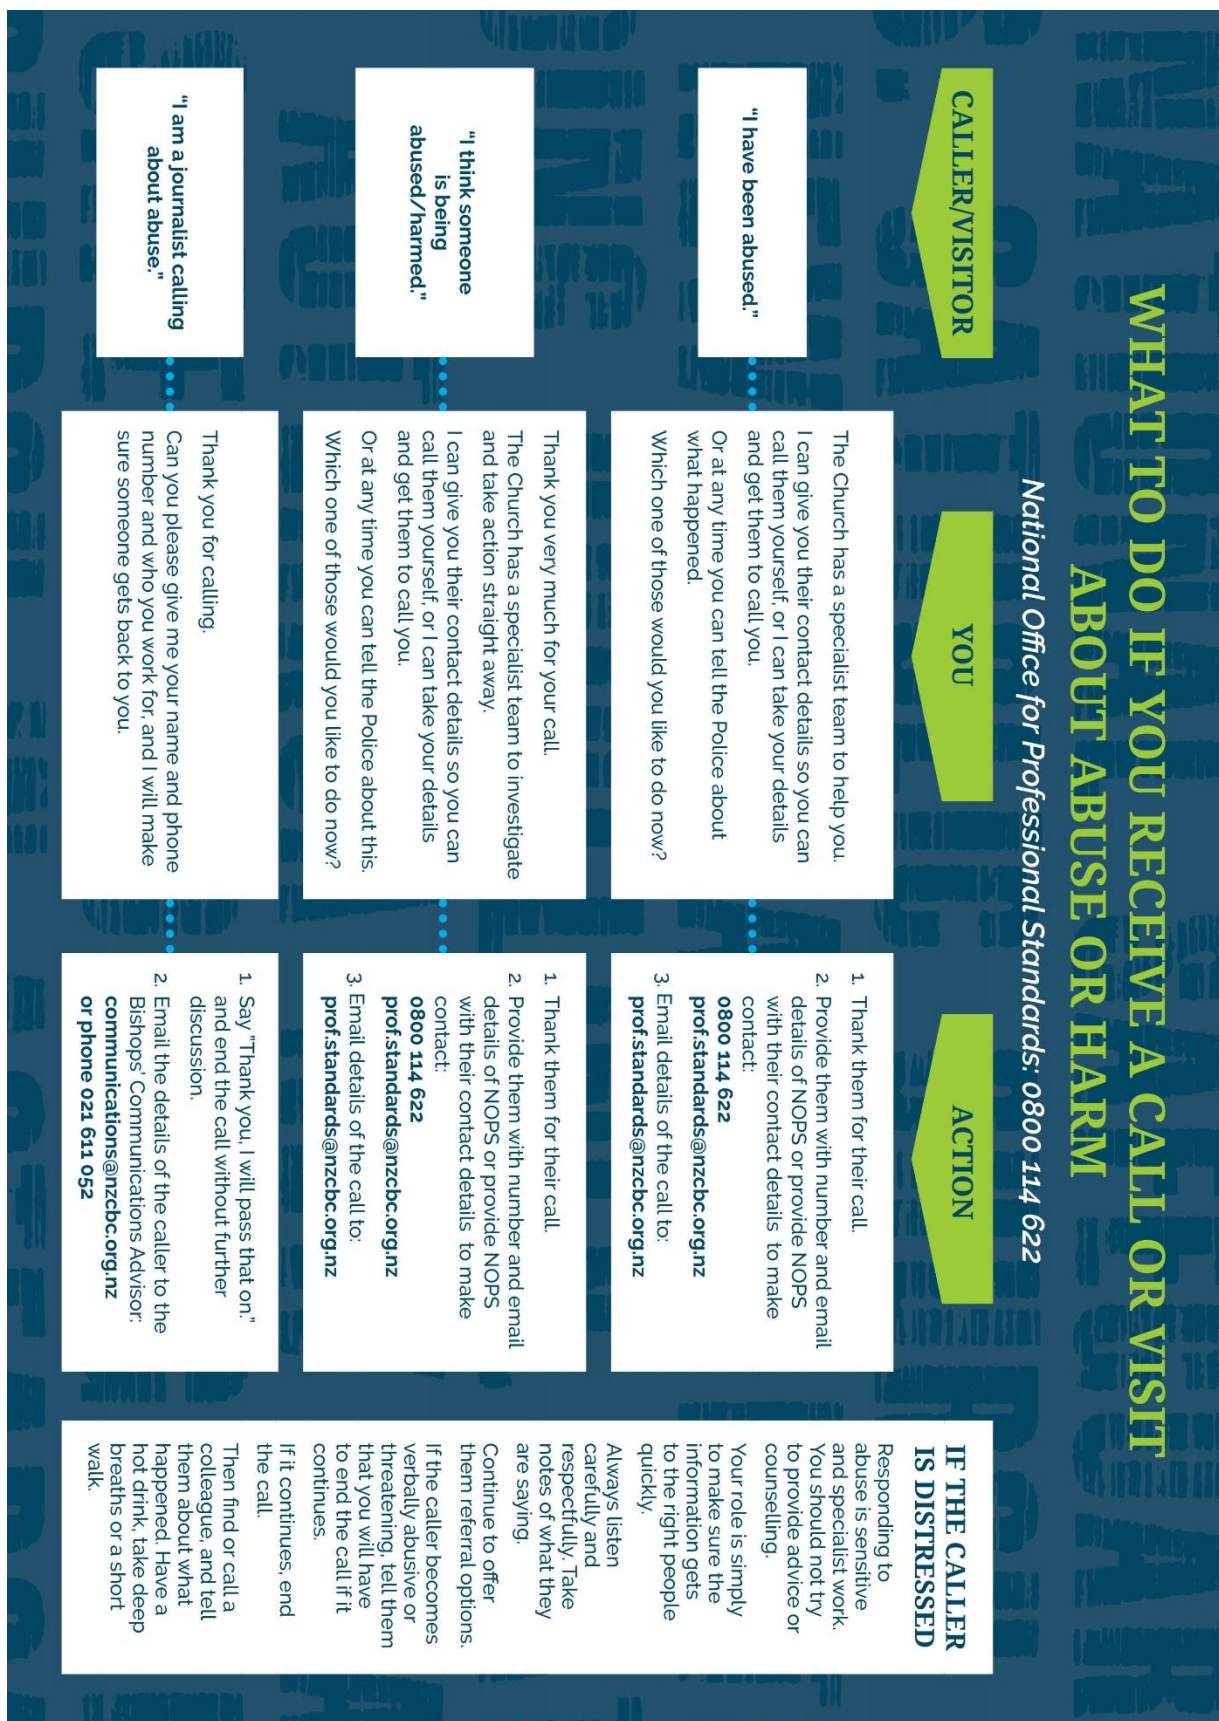 WHAT TO DO IF YOU RECEIVE A CALL OR VISIT
ABOUT ABUSE OR HARM
National Office for Professional Standards: 0800 114 622
CALLER/VISITOR
YOU
ACTION
"I have been abused."
The Church has a specialist team to help you.
I can give you their contact details so you can
call them yourself, or I can take your details
and get them to call you.
Or at any time you can tell the Police about
what happened.
Which one of those would you like to do now?
1. Thank them for their call.
2. Provide them with number and email
details of NOPS or provide NOPS
with their contact details to make
contact:
0800 114 622
prof.standards@nzcbc.org.nz
3. Email details of the call to:
prof.standards@nzcbc.org.nz
"I think someone
is being
abused/harmed."
Thank you very much for your call.
The Church has a specialist team to investigate
and take action straight away.
I can give you their contact details so you can
call them yourself, or I can take your details
and get them to call you.
Or at any time you can tell the Police about this.
Which one of those would you like to do now?
1. Thank them for their call.
2. Provide them with number and email
details of NOPS or provide NOPS
with their contact details to make
contact:
0800 114 622
prof.standards@nzcbc.org.nz
3. Email details of the call to:
prof.standards@nzcbc.org.nz
"I am a journalist calling
about abuse."
Thank you for calling.
Can you please give me your name and phone
number and who you work for, and I will make
sure someone gets back to you.
1. Say "Thank you, I will pass that on."
and end the call without further
discussion.
2. Email the details of the caller to the
Bishops' Communications Advisor:
communications@nzcbc.org.nz
or phone 021 611 052
IF THE CALLER
IS DISTRESSED
Responding to
abuse is sensitive
and specialist work.
You should not try
to provide advice or
counselling.
Your role is simply
to make sure the
information gets
to the right people
quickly.
Always listen
carefully and
respectfully. Take
notes of what they
are saying.
Continue to offer
them referral options.
If the caller becomes
verbally abusive or
threatening, tell them
that you will have
to end the call if it
continues.
If it continues, end
the call.
Then find or call a
colleague, and tell
them about what
happened. Have a
hot drink, take deep
breaths or a short
walk.